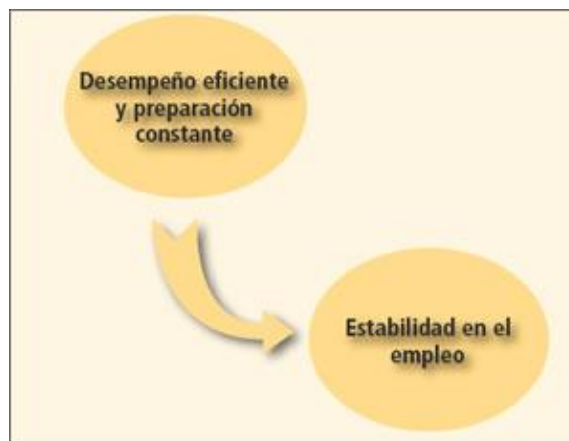 Desempeño eficiente
y preparación
constante
Estabilidad en el
empleo